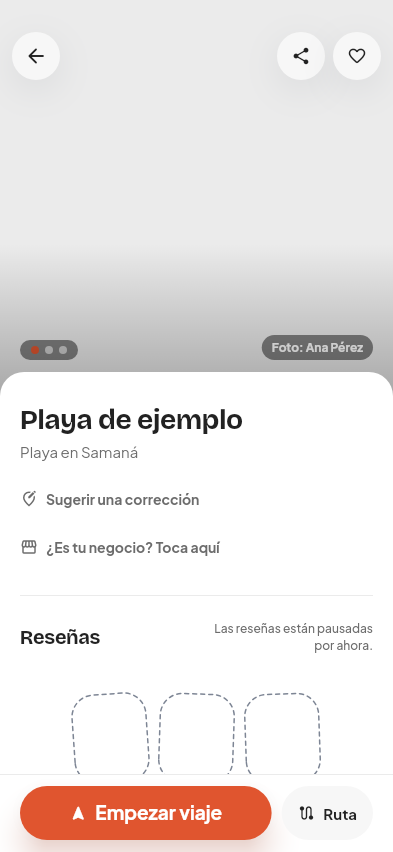 Foto: Ana Pérez
Playa de ejemplo
Playa en Samaná
Sugerir una corrección
¿Es tu negocio? Toca aquí
Reseñas
Las reseñas están pausadas
por ahora.
Empezar viaje
Ruta